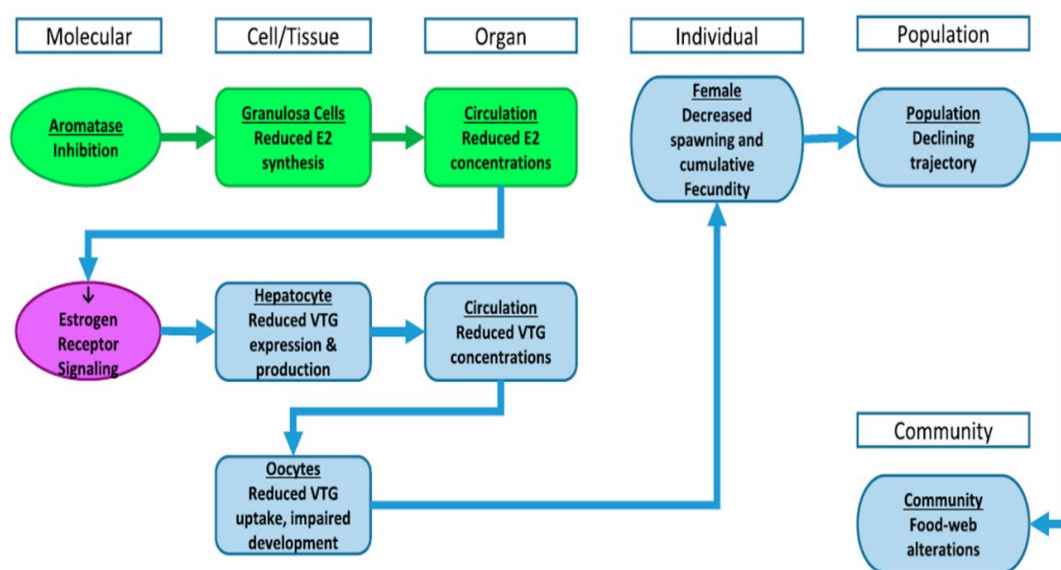 Molecular
Cell/Tissue
Organ
Individual
Population
Aromatase
Inhibition
Granulosa Cells
Reduced E2
synthesis
Circulation
Reduced E2
concentrations
Female
Decreased
spawning and
cumulative
Fecundity
Population
Declining
trajectory
↓
Estrogen
Receptor
Signaling
Hepatocyte
Reduced VTG
expression &
production
Circulation
Reduced VTG
concentrations
Oocytes
Reduced VTG
uptake, impaired
development
Community
Community
Food-web
alterations